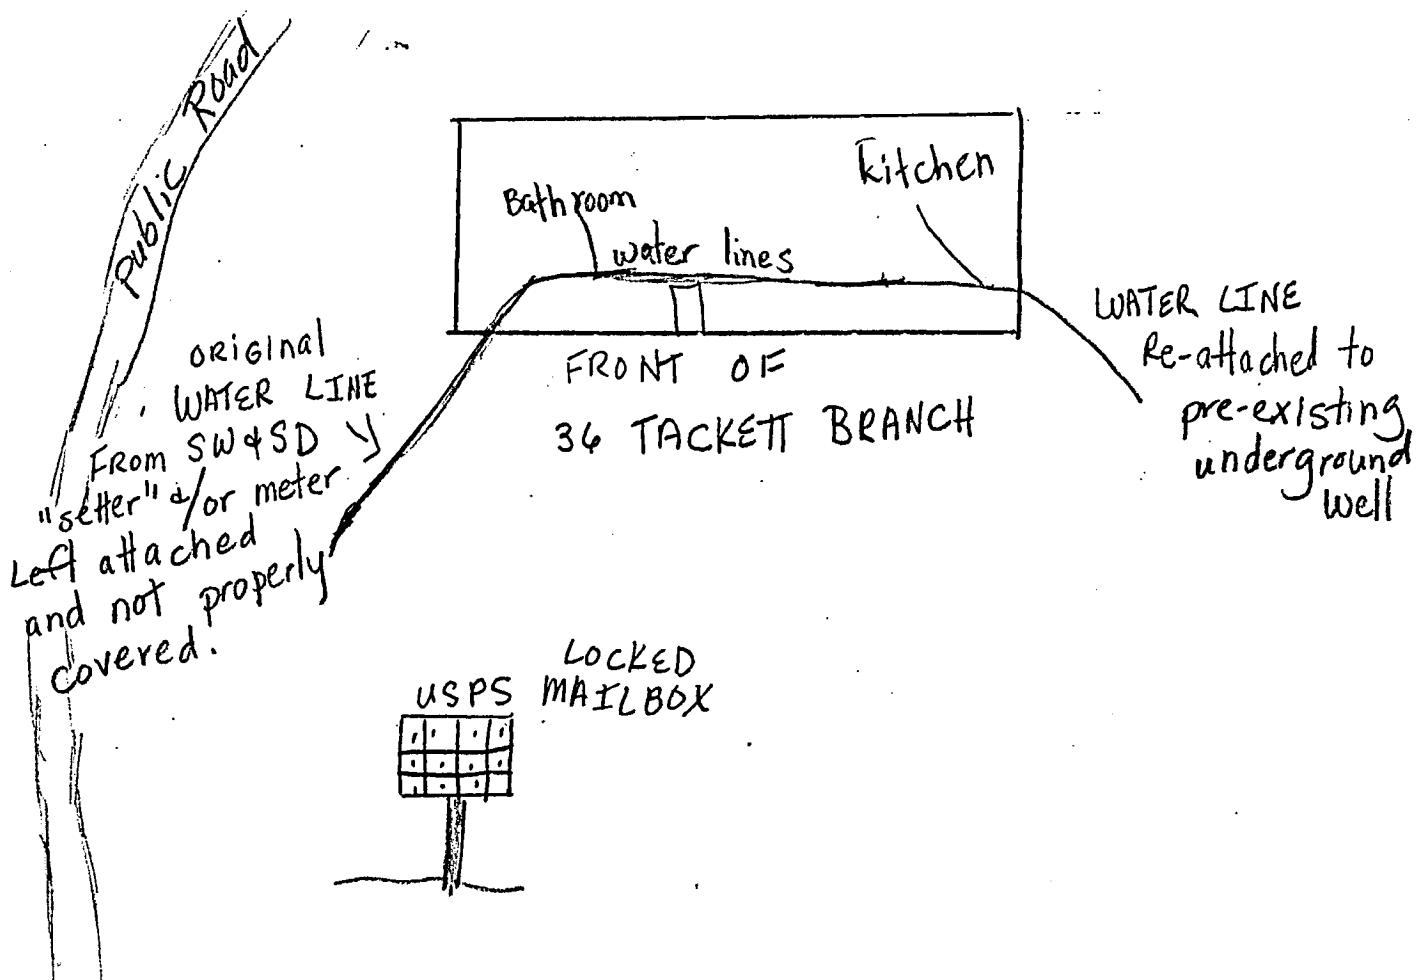 Public Road
Bathroom
kitchen
water lines
FRONT OF
36 TACKETT BRANCH
ORIGINAL
WATER LINE
FROM SW&SD
"setter" &/or meter
Left attached
and not properly
covered.
WATER LINE
Re-attached to
pre-existing
underground
well
LOCKED
USPS MAILBOX